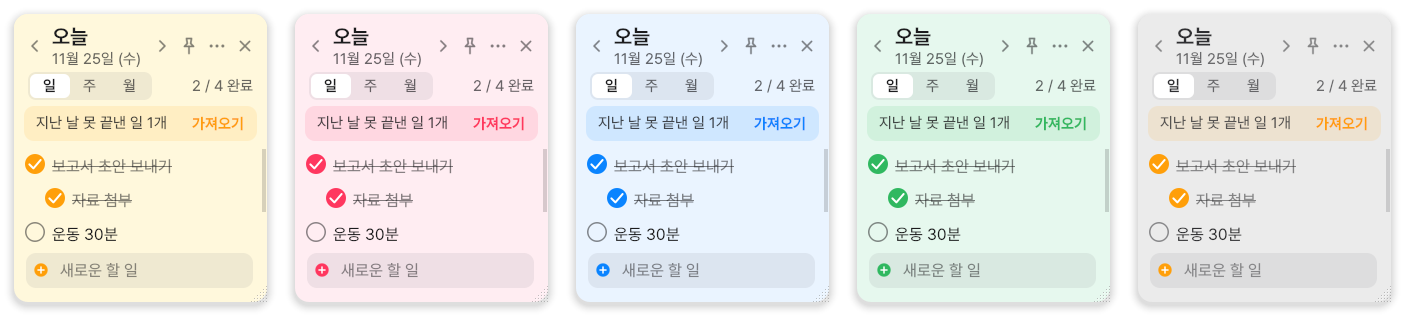 오늘
11월 25일 (수)
일 주 월 2 / 4 완료
지난 날 못 끝낸 일 1개 가져오기
보고서 초안 보내기
자료 첨부
운동 30분
새로운 할 일
오늘
11월 25일 (수)
일 주 월 2 / 4 완료
지난 날 못 끝낸 일 1개 가져오기
보고서 초안 보내기
자료 첨부
운동 30분
새로운 할 일
오늘
11월 25일 (수)
일 주 월 2 / 4 완료
지난 날 못 끝낸 일 1개 가져오기
보고서 초안 보내기
자료 첨부
운동 30분
새로운 할 일
오늘
11월 25일 (수)
일 주 월 2 / 4 완료
지난 날 못 끝낸 일 1개 가져오기
보고서 초안 보내기
자료 첨부
운동 30분
새로운 할 일
오늘
11월 25일 (수)
일 주 월 2 / 4 완료
지난 날 못 끝낸 일 1개 가져오기
보고서 초안 보내기
자료 첨부
운동 30분
새로운 할 일